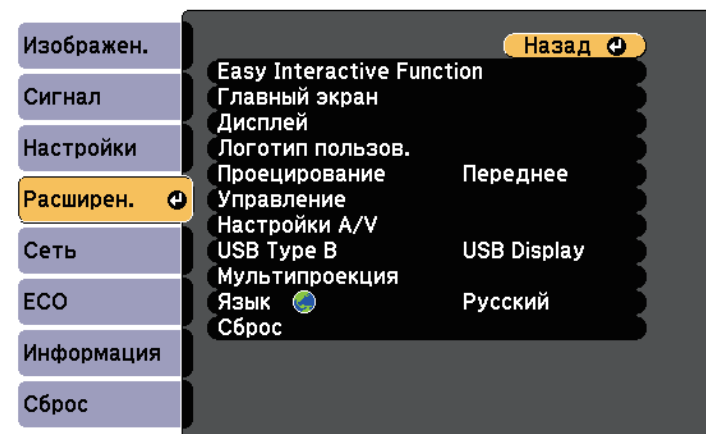 Изображен.
Сигнал
Настройки
Расширен.
Сеть
ECO
Информация
Сброс
Назад
Easy Interactive Function
Главный экран
Дисплей
Логотип пользов.
Проецирование Переднее
Управление
Настройки A/V
USB Type B USB Display
Мультипроекция
Язык Русский
Сброс